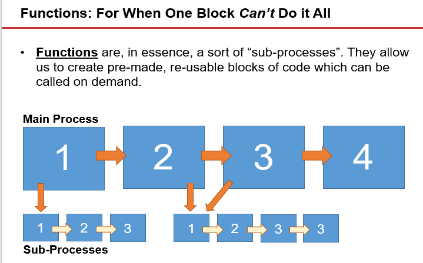 Functions: For When One Block Can't Do it All
• Functions are, in essence, a sort of "sub-processes". They allow
us to create pre-made, re-usable blocks of code which can be
called on demand.
Main Process
1 2 3 4
1 2 3 1 2 3 3
Sub-Processes